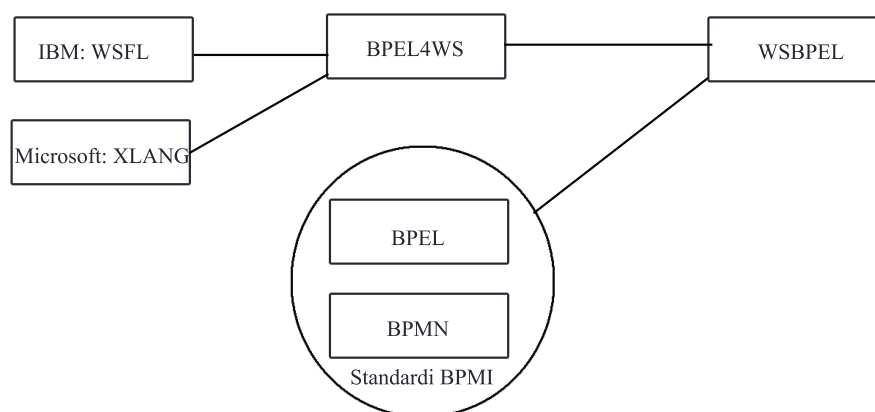 IBM: WSFL
BPEL4WS
WSBPEL
Microsoft: XLANG
BPEL
BPMN
Standardi BPMI